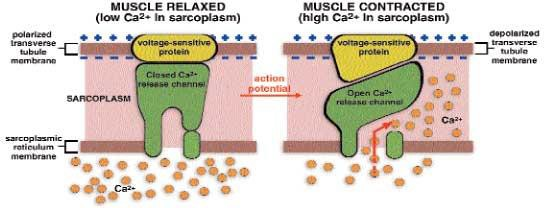 MUSCLE RELAXED
(low Ca2+ in sarcoplasm)
polarized
transverse
tubule
membrane
voltage-sensitive
protein
Closed Ca2+
release channel
SARCOPLASM
sarcoplasmic
reticulum
membrane
Ca2+
action
potential
MUSCLE CONTRACTED
(high Ca2+ in sarcoplasm)
voltage-sensitive
protein
depolarized
transverse
tubule
membrane
Open Ca2+
release channel
Ca2+